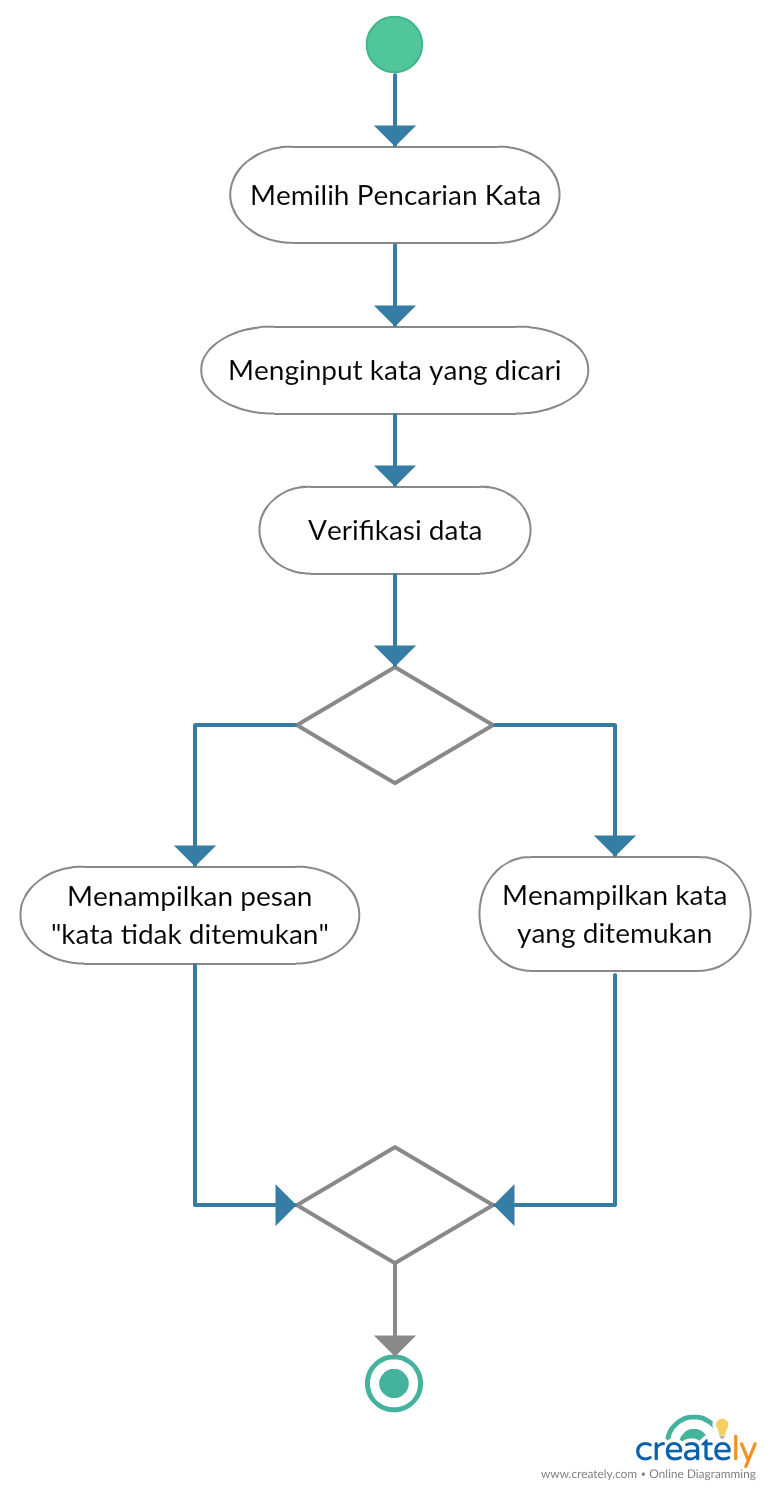 Memilih Pencarian Kata
Menginput kata yang dicari
Verifikasi data
Menampilkan pesan
"kata tidak ditemukan"
Menampilkan kata
yang ditemukan
creately
www.creately.com • Online Diagramming